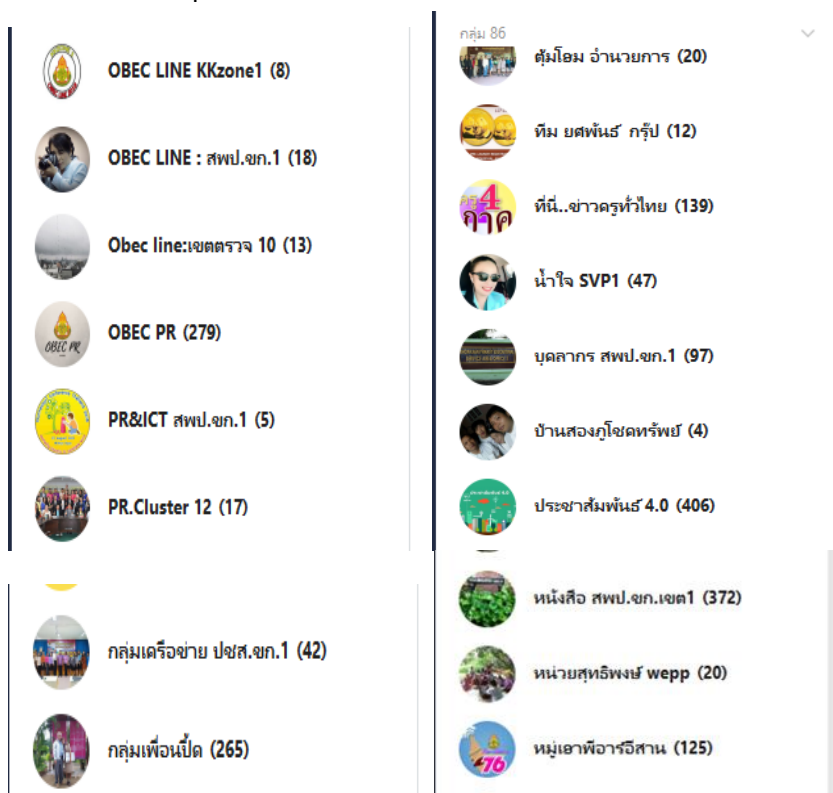 OBEC LINE KKzone1 (8)
OBEC LINE : สพป.ขก.1 (18)
Obec line:เขตตรวจ 10 (13)
OBEC PR (279)
OBEC PR
PR&ICT สพป.ขก.1 (5)
PR.Cluster 12 (17)
กลุ่มเครือข่าย ปชส.ขก.1 (42)
กลุ่มเพื่อนปี้ด (265)
กลุ่ม 86
ตุ้มโฮม อำนวยการ (20)
ทีม ยศพันธ์ กรุ๊ป (12)
ที่นี่..ข่าวครูทั่วไทย (139)
4
ภาค
น้ำใจ SVP1 (47)
บุคลากร สพป.ขก.1 (97)
บ้านสองภูโชคทรัพย์ (4)
ประชาสัมพันธ์ 4.0 (406)
หนังสือ สพป.ขก.เขต1 (372)
หน่วยสุทธิพงษ์ wepp (20)
หมู่เฮาพีอาร์อีสาน (125)
76